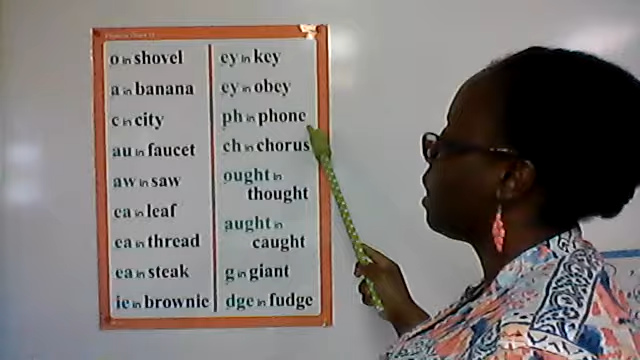 o in shovel
a in banana
c in city
au in faucet
aw in saw
ea in leaf
ea in thread
ea in steak
ie in brownie
ey in key
ey in obey
ph in phone
ch in chorus
ought in
thought
aught in
caught
g in giant
dge in fudge